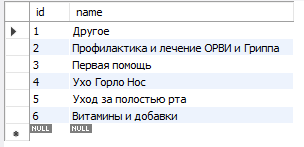 id name
1 Другое
2 Профилактика и лечение ОРВИ и Гриппа
3 Первая помощь
4 Ухо Горло Нос
5 Уход за полостью рта
6 Витамины и добавки
NULL NULL